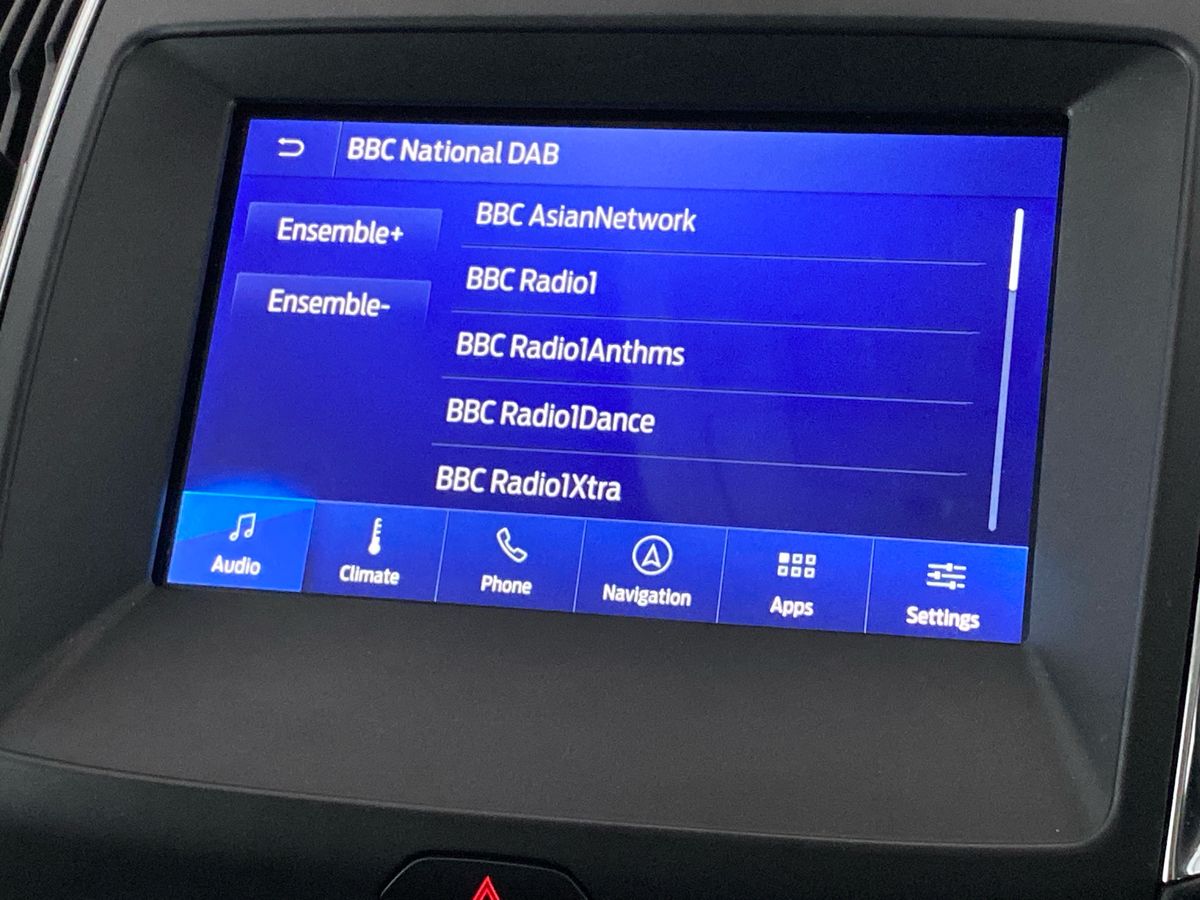 BBC National DAB
Ensemble+
Ensemble-
BBC AsianNetwork
BBC Radio1
BBC Radio1Anthms
BBC Radio1Dance
BBC Radio1Xtra
Audio
Climate
Phone
Navigation
Apps
Settings